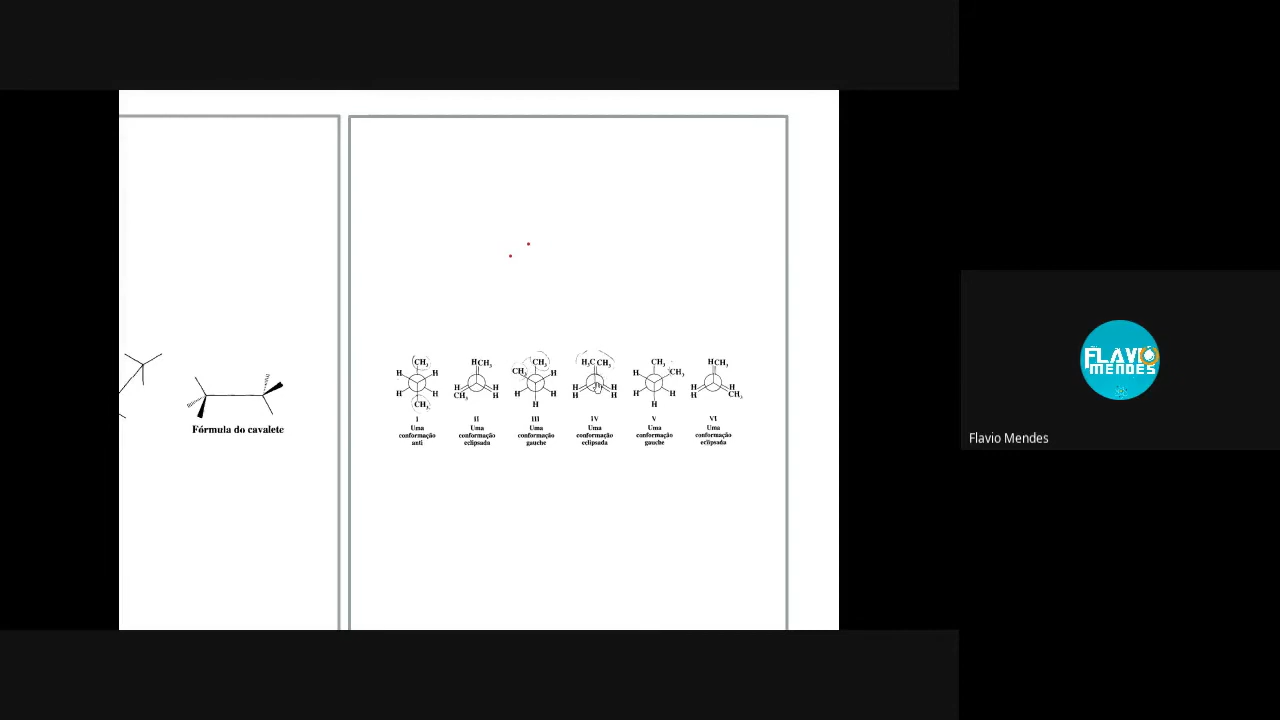 Fórmula do cavalete
CH3 H CH3 CH3 H3C CH3 CH3 H CH3
H H CH3 H H CH3
H H H H H H H H H H H H
CH3 CH3 H H CH3
I II III IV V VI
Uma Uma Uma Uma Uma Uma
conformação conformação conformação conformação conformação conformação
anti eclipsada gauche eclipsada gauche eclipsada
FLAVIO
MENDES
Flavio Mendes